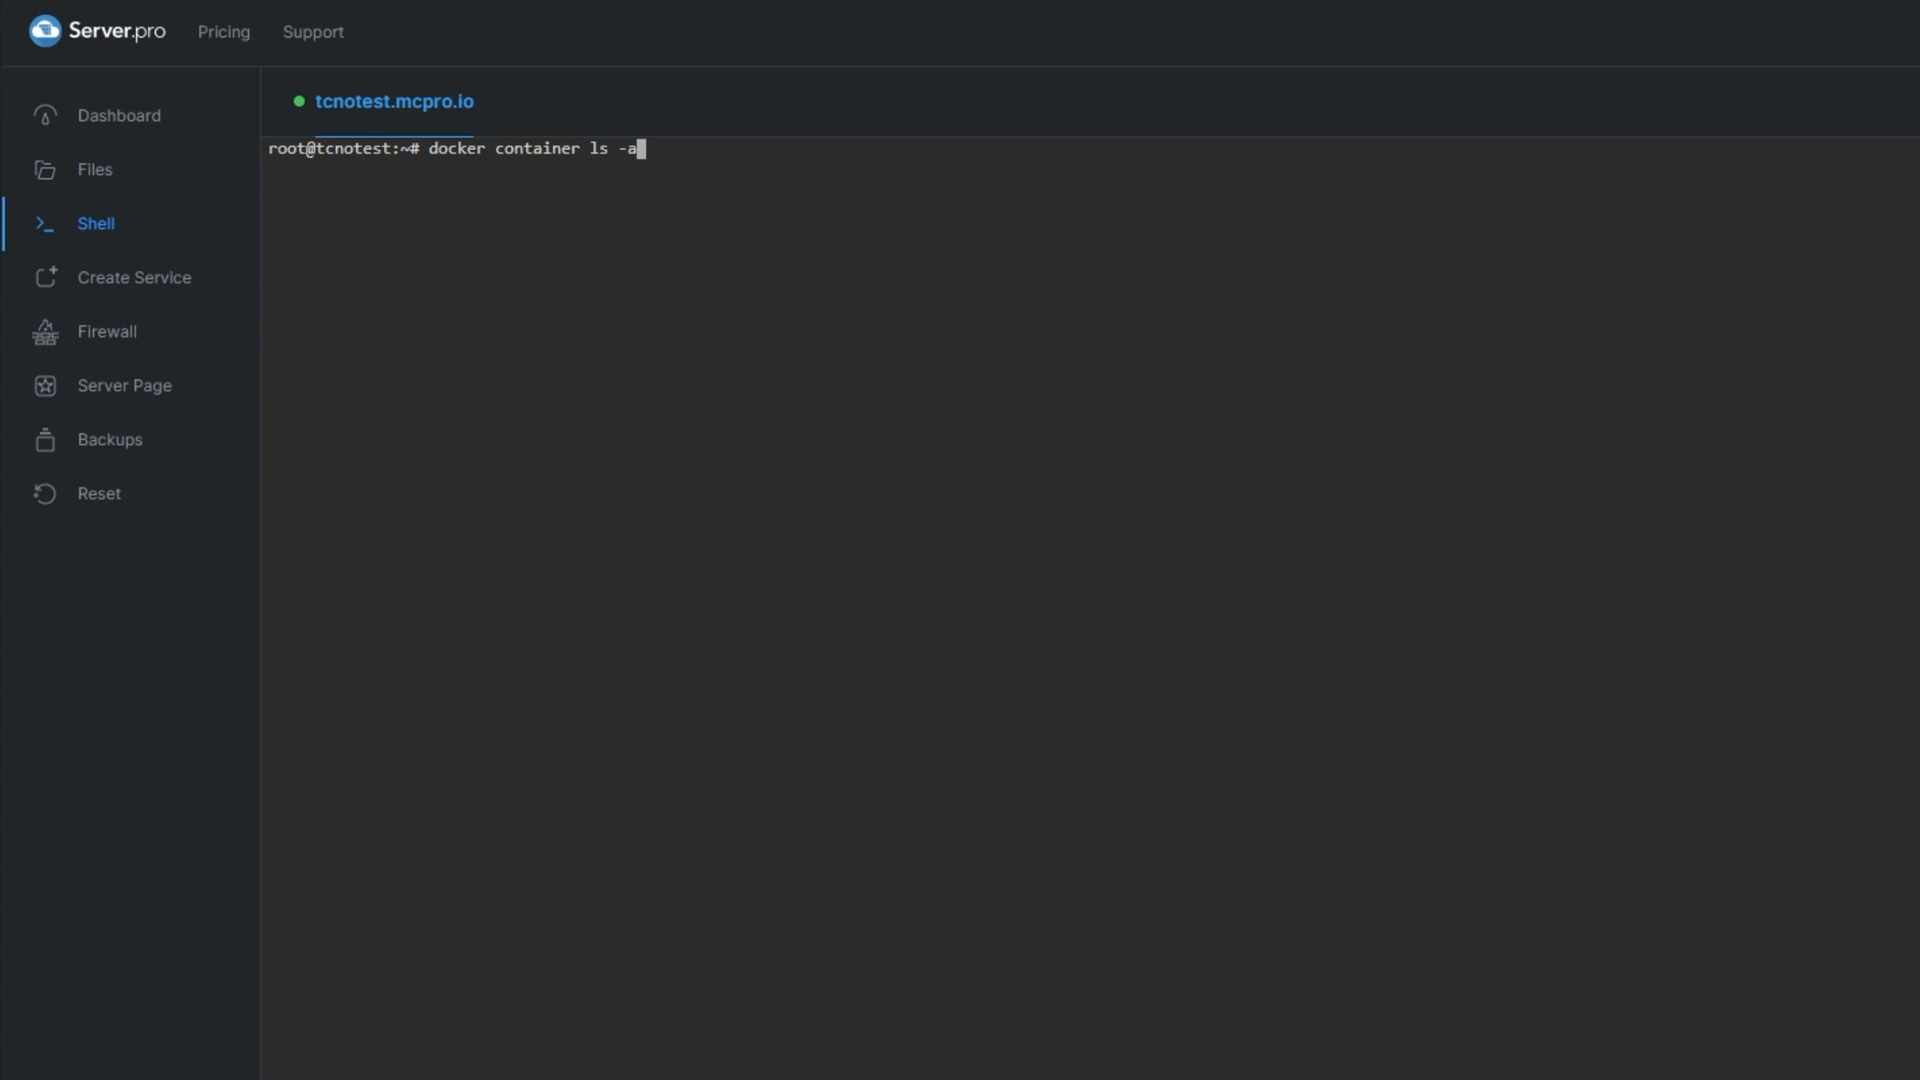 Server.pro Pricing Support
Dashboard
Files
Shell
Create Service
Firewall
Server Page
Backups
Reset
tcnotest.mcpro.io
root@tcnotest:~# docker container ls -a